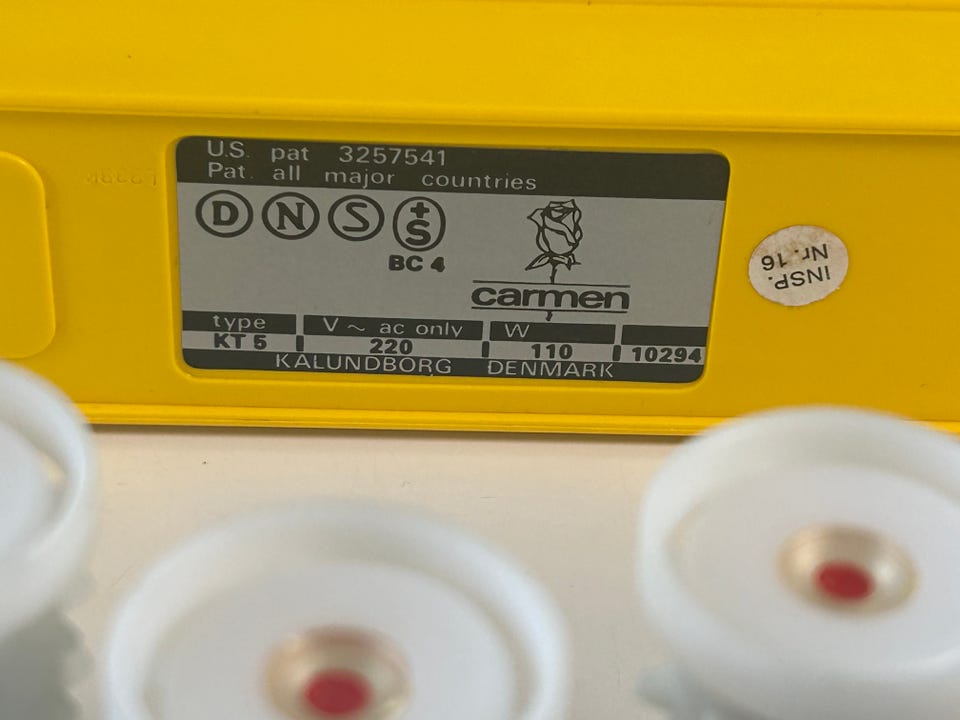 U.S. pat 3257541
Pat. all major countries
D N S +S
BC 4
carmen
type V ~ ac only W
KT 5 220 110 10294
KALUNDBORG DENMARK
INSP.
Nr. 16